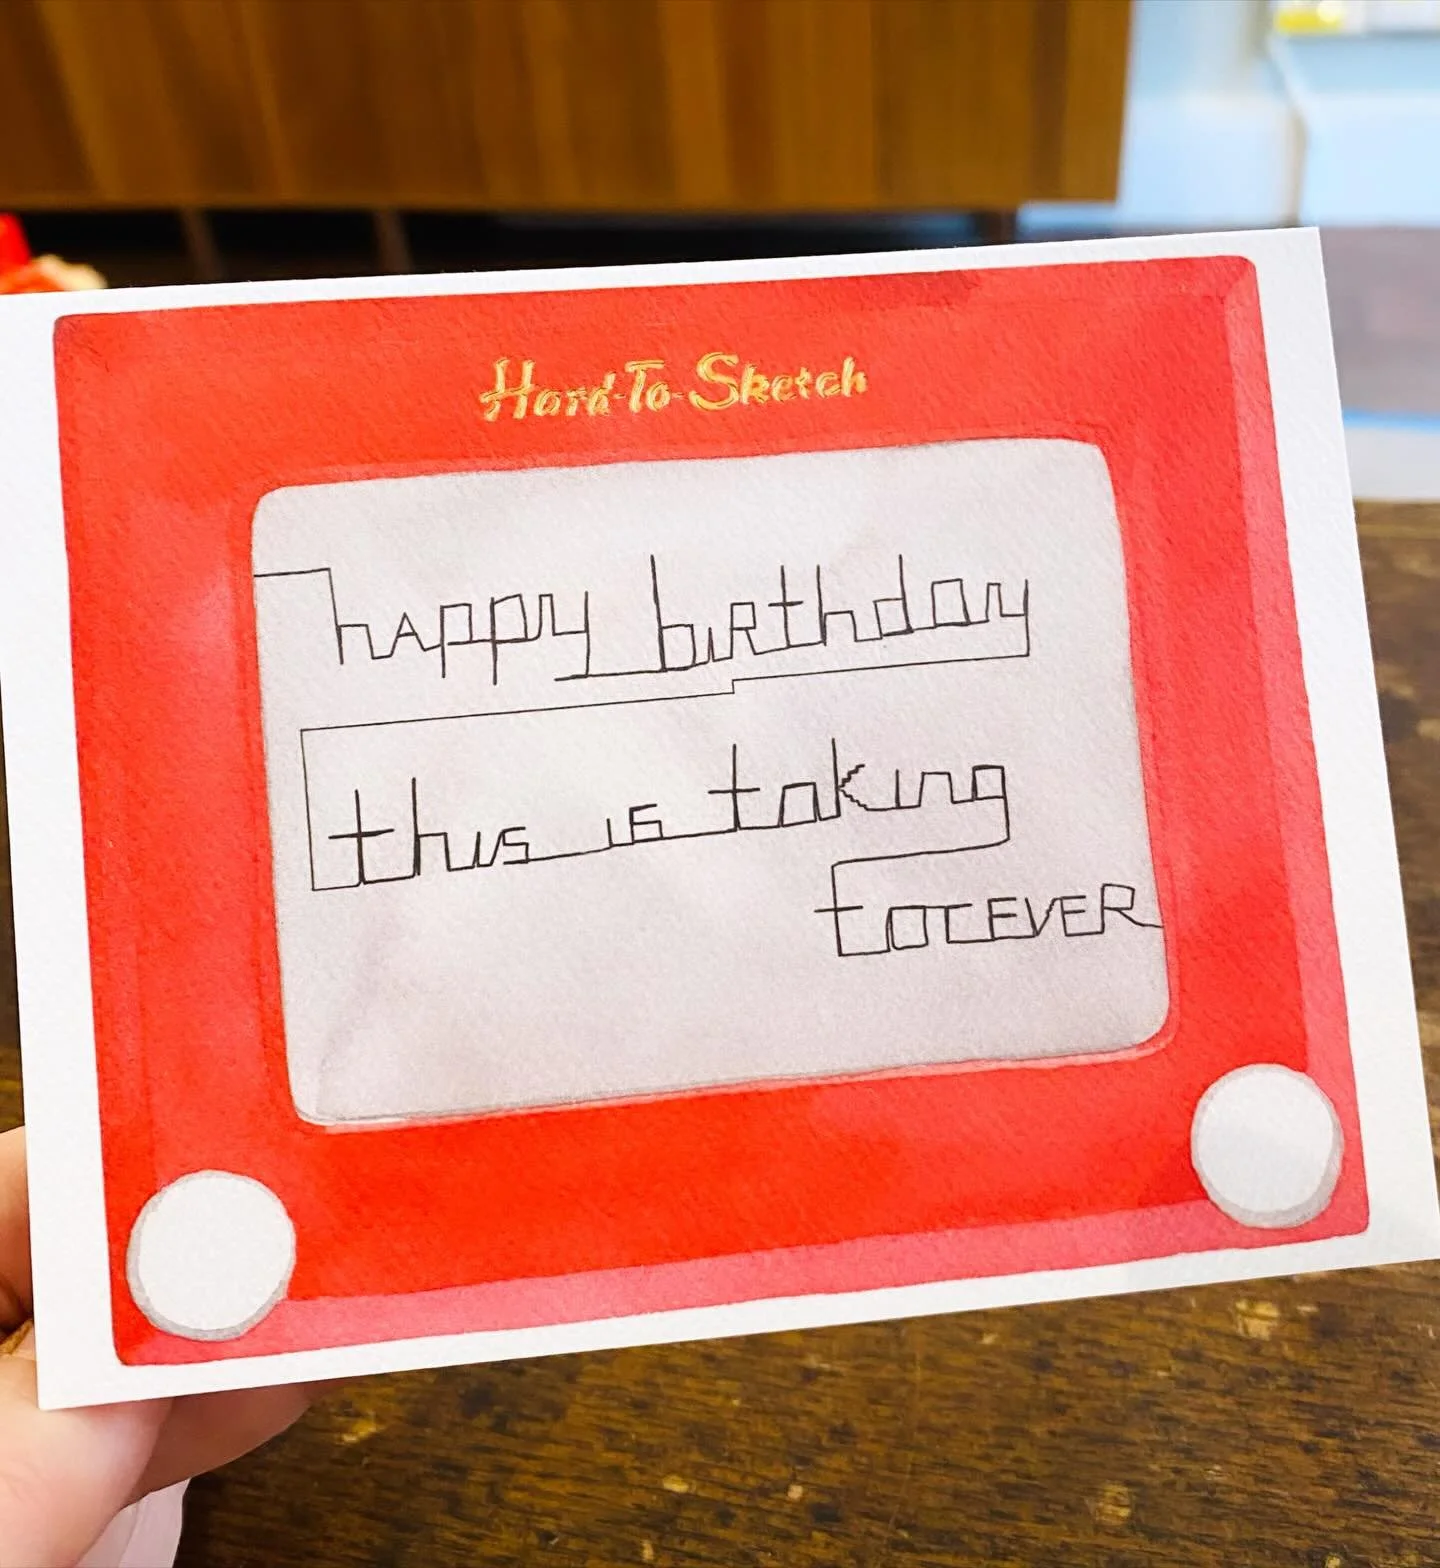 Hard-To-Sketch
happy birthday
this is taking
forEVER